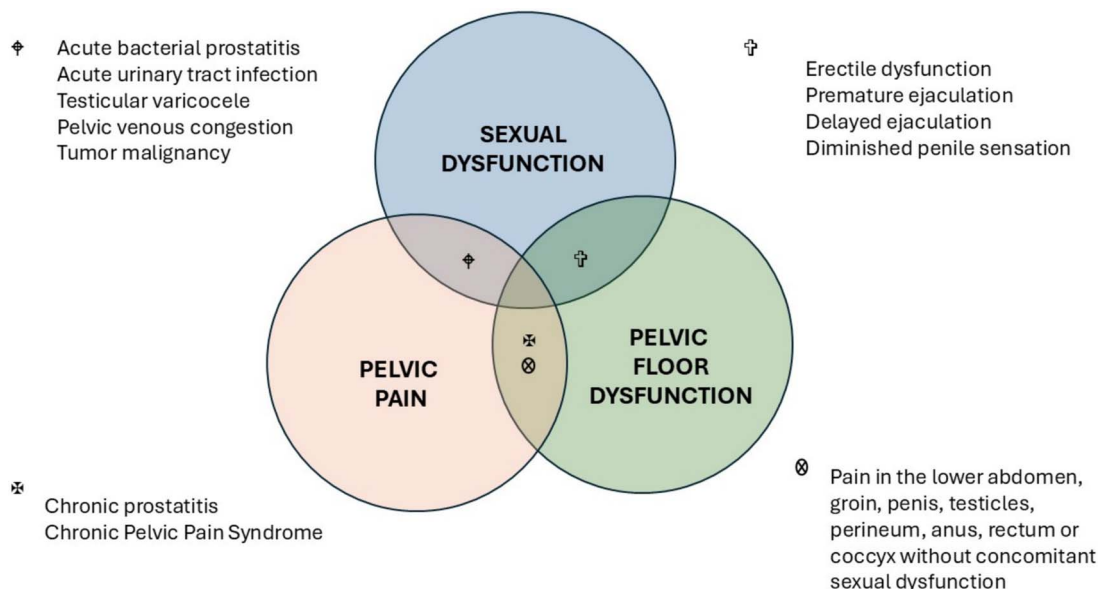 ⌖ Acute bacterial prostatitis
Acute urinary tract infection
Testicular varicocele
Pelvic venous congestion
Tumor malignancy
✞ Erectile dysfunction
Premature ejaculation
Delayed ejaculation
Diminished penile sensation
SEXUAL
DYSFUNCTION
⌖ ✞
✠
⊗
PELVIC
PAIN
PELVIC
FLOOR
DYSFUNCTION
✠ Chronic prostatitis
Chronic Pelvic Pain Syndrome
⊗ Pain in the lower abdomen,
groin, penis, testicles,
perineum, anus, rectum or
coccyx without concomitant
sexual dysfunction